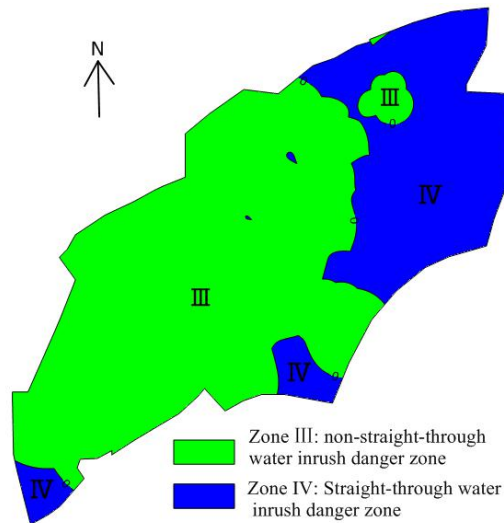 N
Ⅲ
Ⅳ
Ⅲ
Ⅳ
Ⅳ
Zone Ⅲ: non-straight-through
water inrush danger zone
Zone Ⅳ: Straight-through water
inrush danger zone